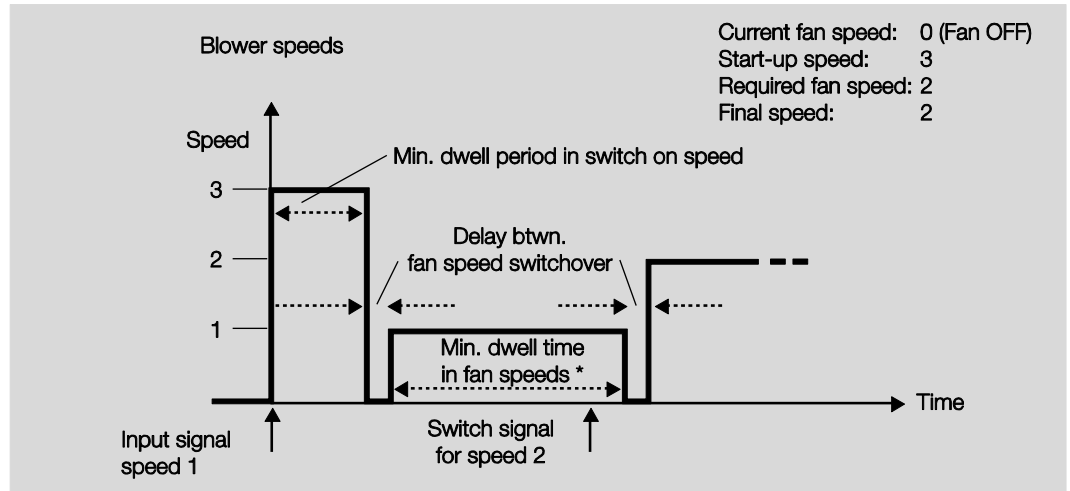 Blower speeds
Current fan speed: 0 (Fan OFF)
Start-up speed: 3
Required fan speed: 2
Final speed: 2
Speed
Min. dwell period in switch on speed
3
Delay btwn.
fan speed switchover
2
1
Min. dwell time
in fan speeds *
Time
Input signal
speed 1
Switch signal
for speed 2